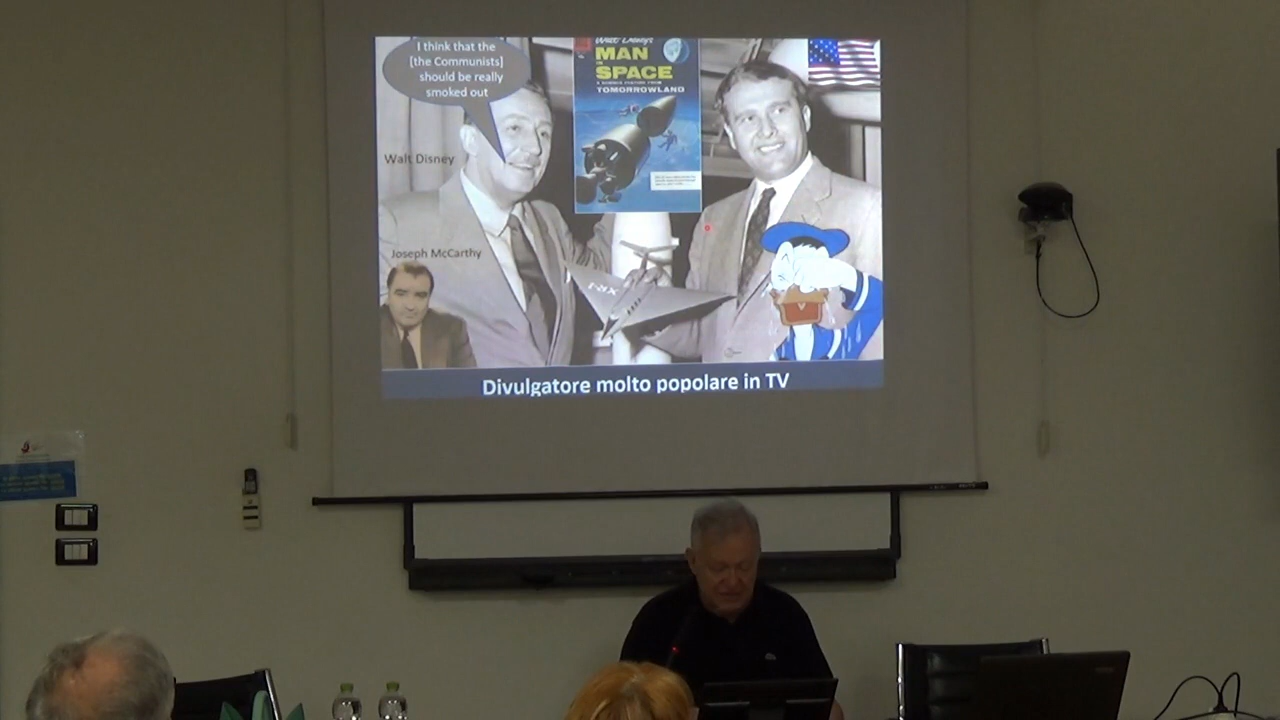 I think that the
[the Communists]
should be really
smoked out
Walt Disney's
MAN
IN
SPACE
A SCIENCE FEATURE FROM
TOMORROWLAND
Walt Disney
Joseph McCarthy
Divulgatore molto popolare in TV